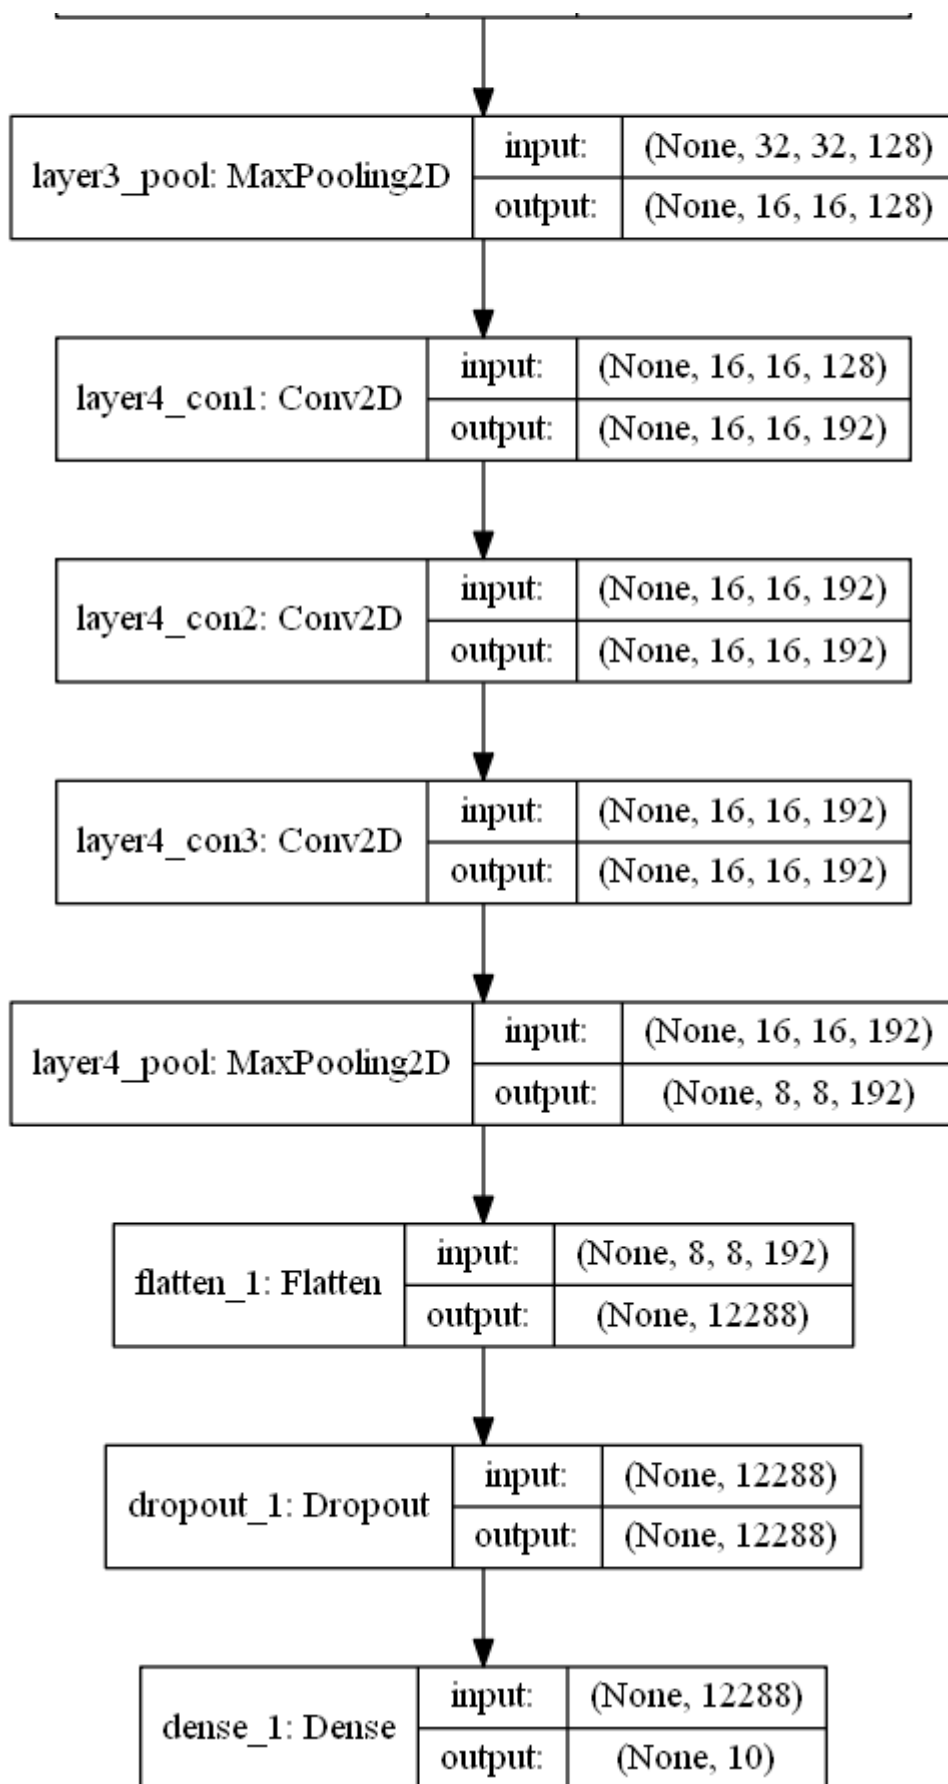 layer3_pool: MaxPooling2D
input: (None, 32, 32, 128)
output: (None, 16, 16, 128)
layer4_con1: Conv2D
input: (None, 16, 16, 128)
output: (None, 16, 16, 192)
layer4_con2: Conv2D
input: (None, 16, 16, 192)
output: (None, 16, 16, 192)
layer4_con3: Conv2D
input: (None, 16, 16, 192)
output: (None, 16, 16, 192)
layer4_pool: MaxPooling2D
input: (None, 16, 16, 192)
output: (None, 8, 8, 192)
flatten_1: Flatten
input: (None, 8, 8, 192)
output: (None, 12288)
dropout_1: Dropout
input: (None, 12288)
output: (None, 12288)
dense_1: Dense
input: (None, 12288)
output: (None, 10)